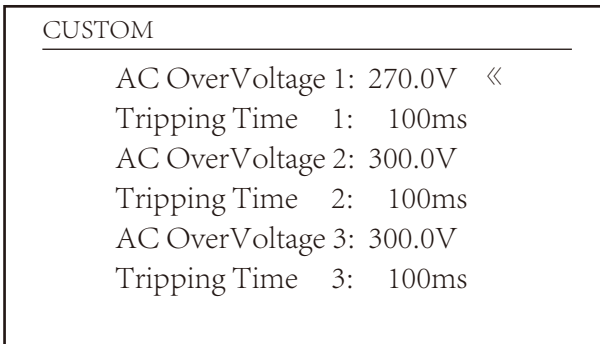 CUSTOM
AC OverVoltage 1: 270.0V «
Tripping Time 1: 100ms
AC OverVoltage 2: 300.0V
Tripping Time 2: 100ms
AC OverVoltage 3: 300.0V
Tripping Time 3: 100ms